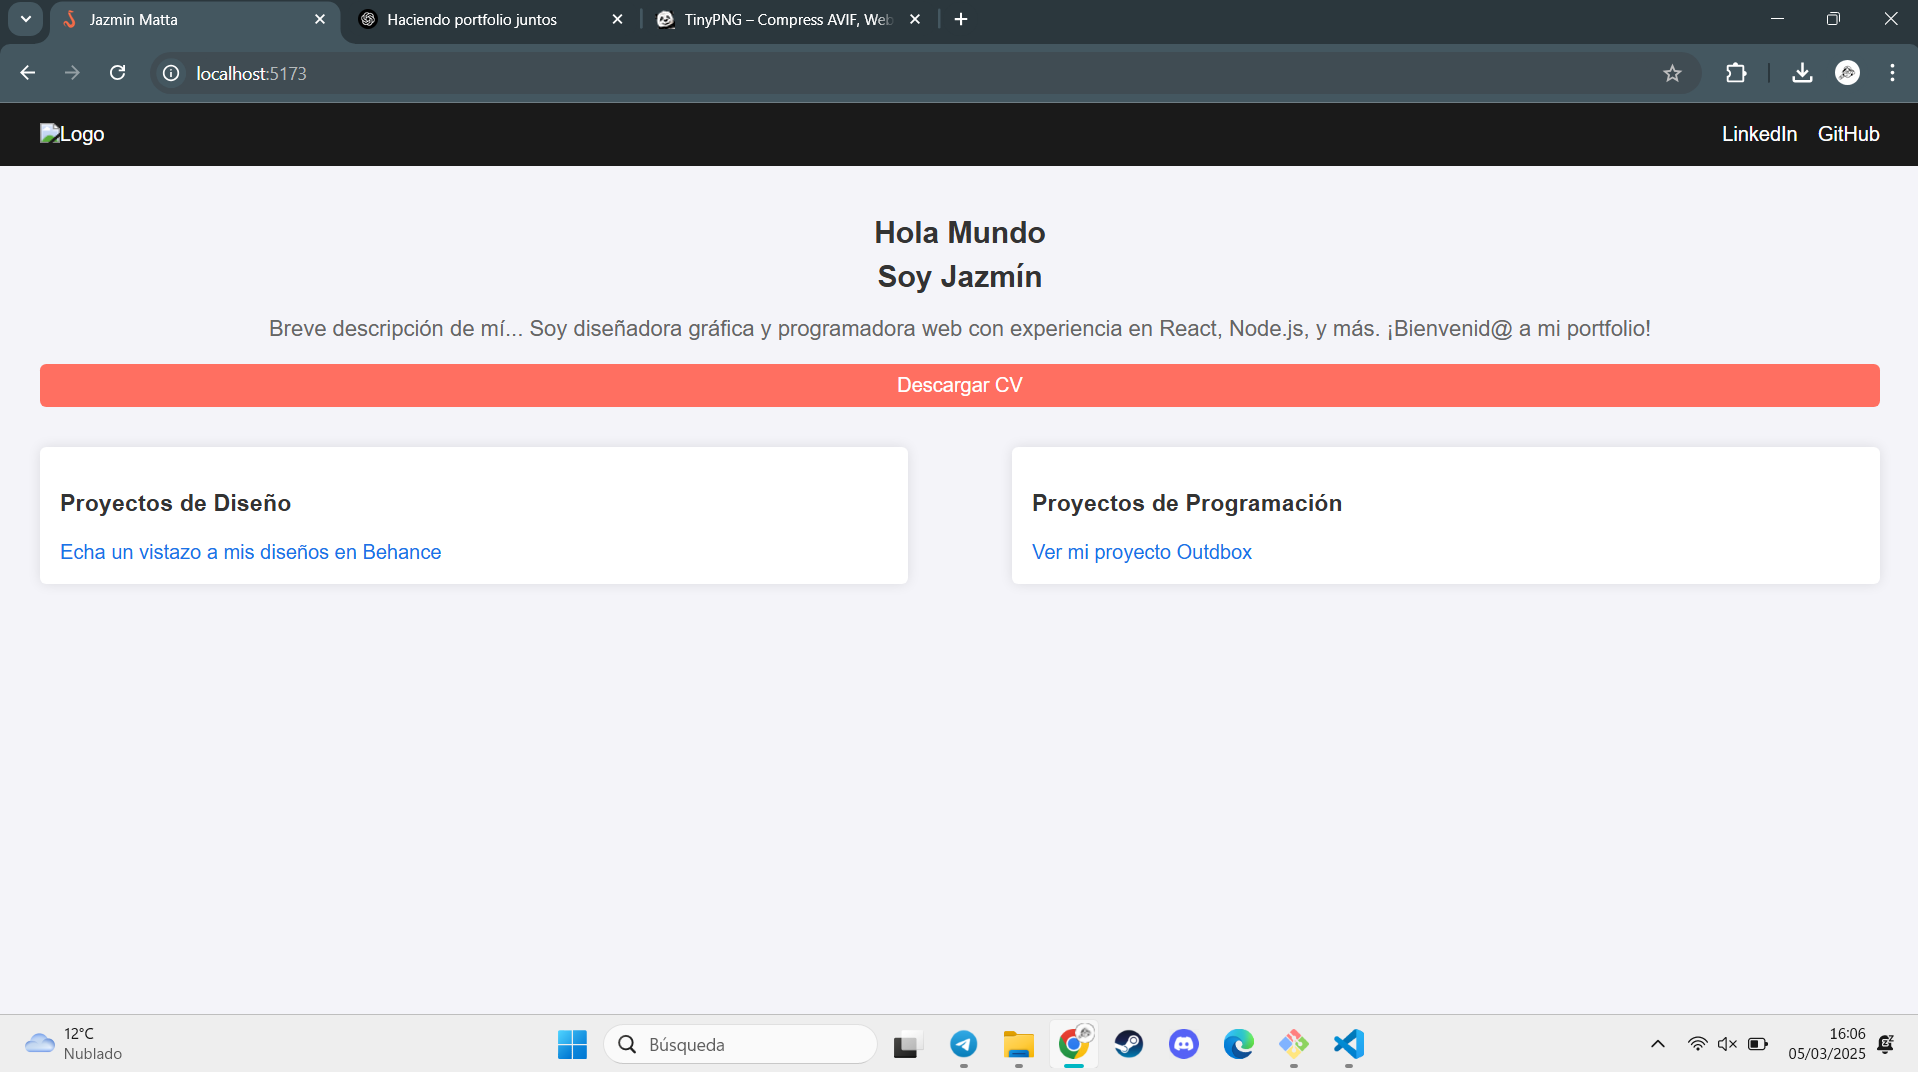 Jazmin Matta
Haciendo portfolio juntos
TinyPNG – Compress AVIF, Web
localhost:5173
Logo
LinkedIn GitHub
Hola Mundo
Soy Jazmín
Breve descripción de mí... Soy diseñadora gráfica y programadora web con experiencia en React, Node.js, y más. ¡Bienvenid@ a mi portfolio!
Descargar CV
Proyectos de Diseño
Echa un vistazo a mis diseños en Behance
Proyectos de Programación
Ver mi proyecto Outdbox
12°C
Nublado
Búsqueda
16:06
05/03/2025